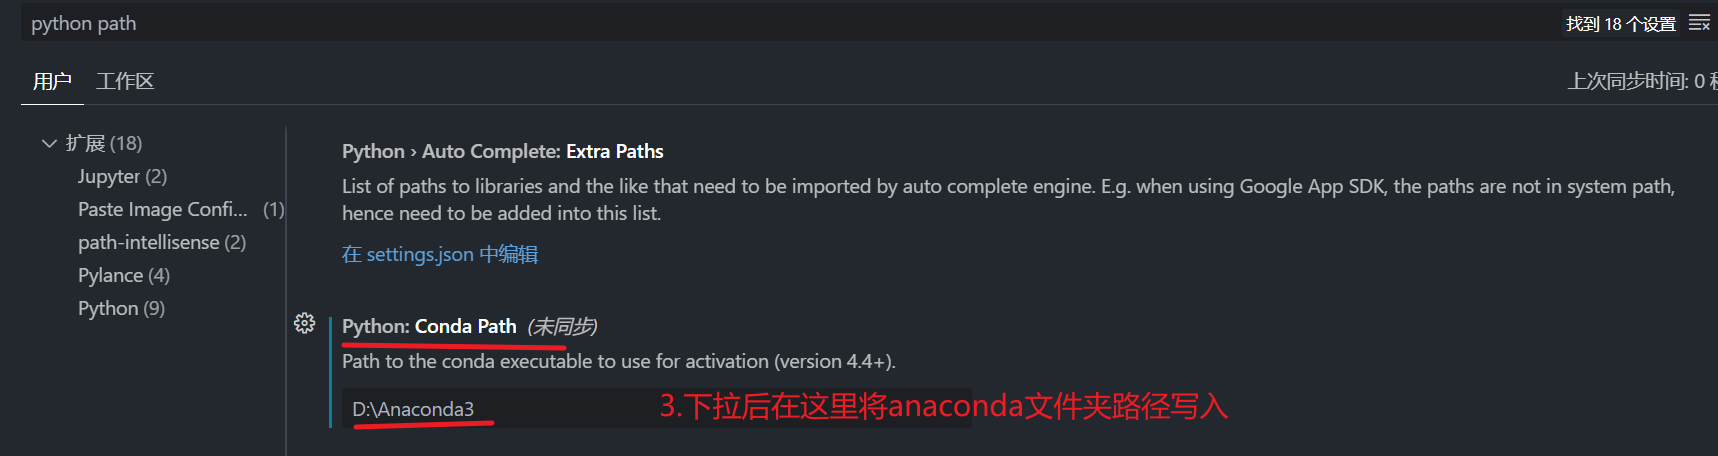 python path
找到 18 个设置
用户
工作区
上次同步时间: 0
扩展 (18)
Jupyter (2)
Paste Image Confi... (1)
path-intellisense (2)
Pylance (4)
Python (9)
Python › Auto Complete: Extra Paths
List of paths to libraries and the like that need to be imported by auto complete engine. E.g. when using Google App SDK, the paths are not in system path,
hence need to be added into this list.
在 settings.json 中编辑
Python: Conda Path (未同步)
Path to the conda executable to use for activation (version 4.4+).
D:\Anaconda3
3.下拉后在这里将anaconda文件夹路径写入